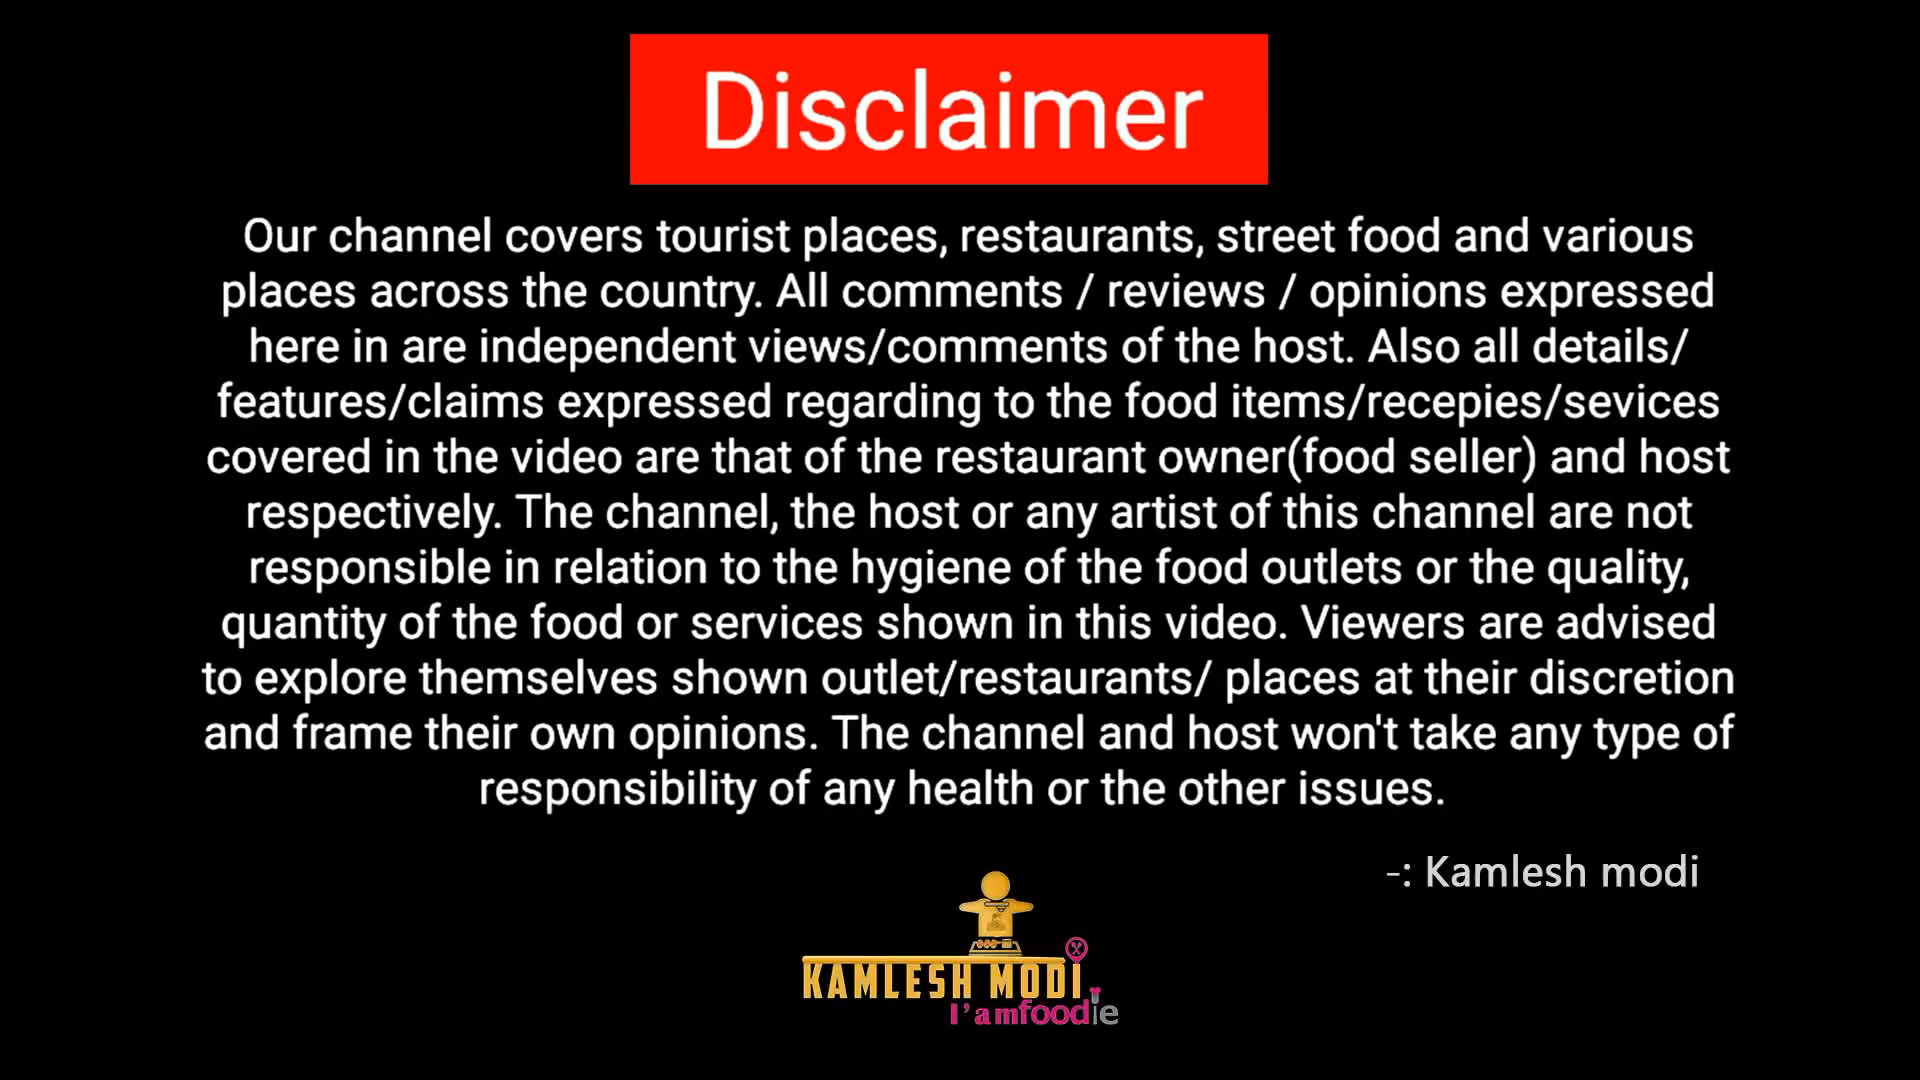 Disclaimer
Our channel covers tourist places, restaurants, street food and various
places across the country. All comments / reviews / opinions expressed
here in are independent views/comments of the host. Also all details/
features/claims expressed regarding to the food items/recepies/sevices
covered in the video are that of the restaurant owner(food seller) and host
respectively. The channel, the host or any artist of this channel are not
responsible in relation to the hygiene of the food outlets or the quality,
quantity of the food or services shown in this video. Viewers are advised
to explore themselves shown outlet/restaurants/ places at their discretion
and frame their own opinions. The channel and host won't take any type of
responsibility of any health or the other issues.
-: Kamlesh modi
KAMLESH MODI
I'amfoodie